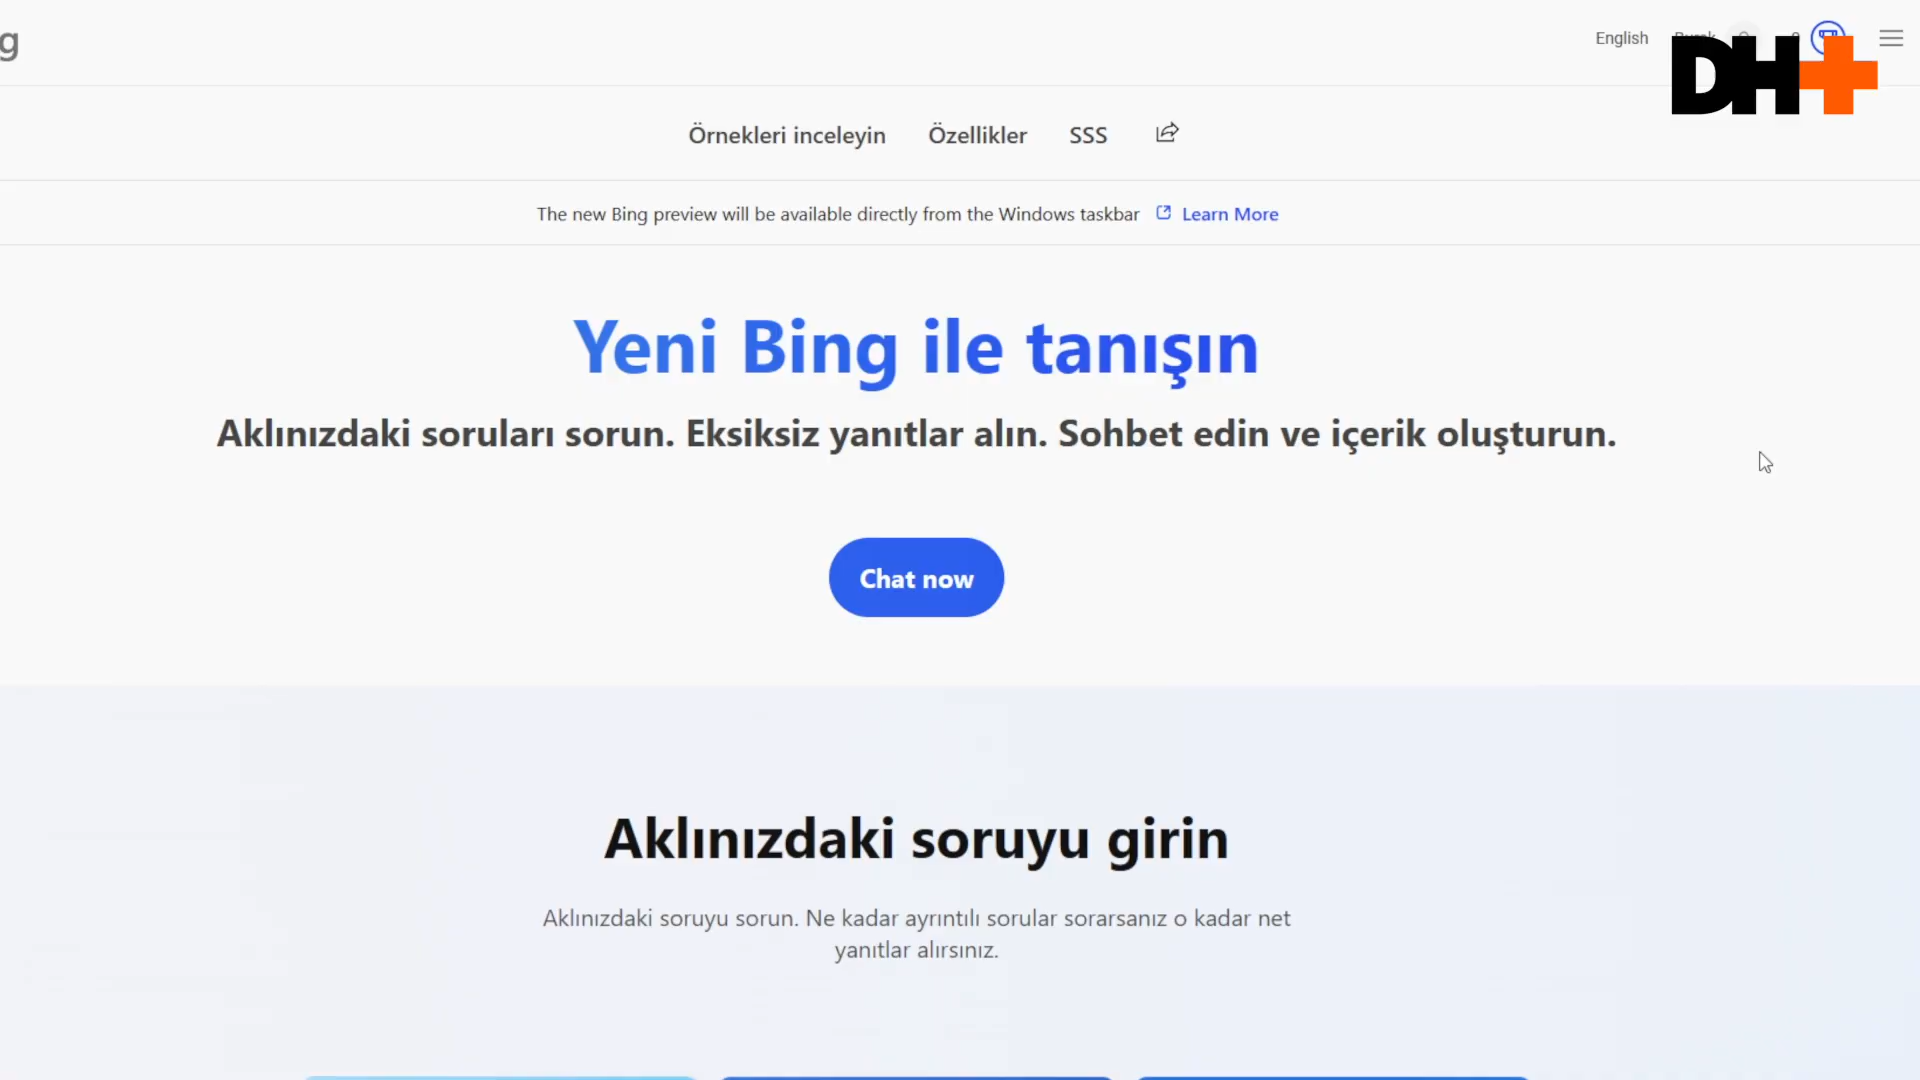 g
English
DH+
Örnekleri inceleyin Özellikler SSS
The new Bing preview will be available directly from the Windows taskbar Learn More
Yeni Bing ile tanışın
Aklınızdaki soruları sorun. Eksiksiz yanıtlar alın. Sohbet edin ve içerik oluşturun.
Chat now
Aklınızdaki soruyu girin
Aklınızdaki soruyu sorun. Ne kadar ayrıntılı sorular sorarsanız o kadar net
yanıtlar alırsınız.